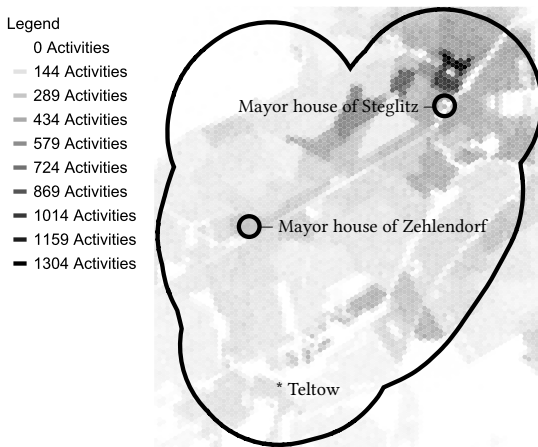 Legend
0 Activities
144 Activities
289 Activities
434 Activities
579 Activities
724 Activities
869 Activities
1014 Activities
1159 Activities
1304 Activities
Mayor house of Steglitz
Mayor house of Zehlendorf
* Teltow